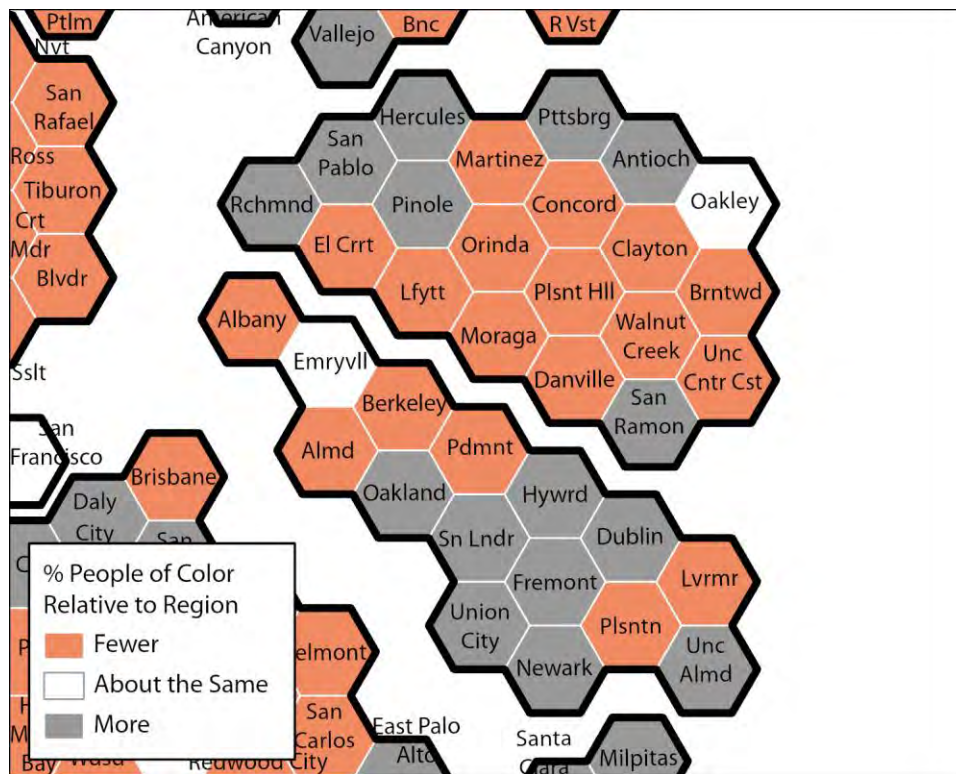 Ptlm
Nvt
American
Canyon
Vallejo
Bnc
R Vst
San
Rafael
Ross
Tiburon
Crt
Mdr
Blvdr
Sslt
San
Francisco
Hercules
Pttsbrg
San
Pablo
Martinez
Antioch
Rchmnd
Pinole
Concord
Oakley
El Crrt
Orinda
Clayton
Lfytt
Plsnt Hll
Brntwd
Moraga
Walnut
Creek
Danville
Unc
Cntr Cst
San
Ramon
Albany
Emryvll
Berkeley
Almd
Pdmnt
Oakland
Hywrd
Sn Lndr
Dublin
Fremont
Lvrmr
Union
City
Plsntn
Newark
Unc
Almd
Brisbane
Daly
City
San
% People of Color
Relative to Region
Fewer
About the Same
More
elmont
San
Carlos
Redwood City
Bay
East Palo
Alto
Santa
Clara
Milpitas